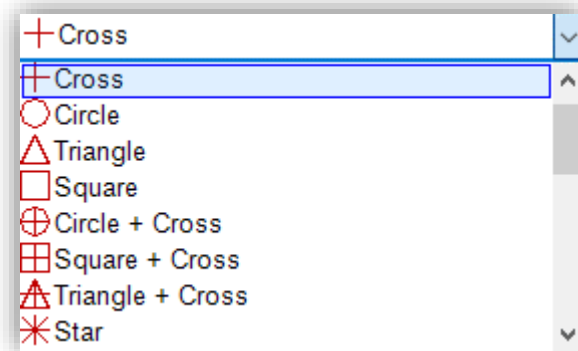 Cross
Cross
Circle
Triangle
Square
Circle + Cross
Square + Cross
Triangle + Cross
Star